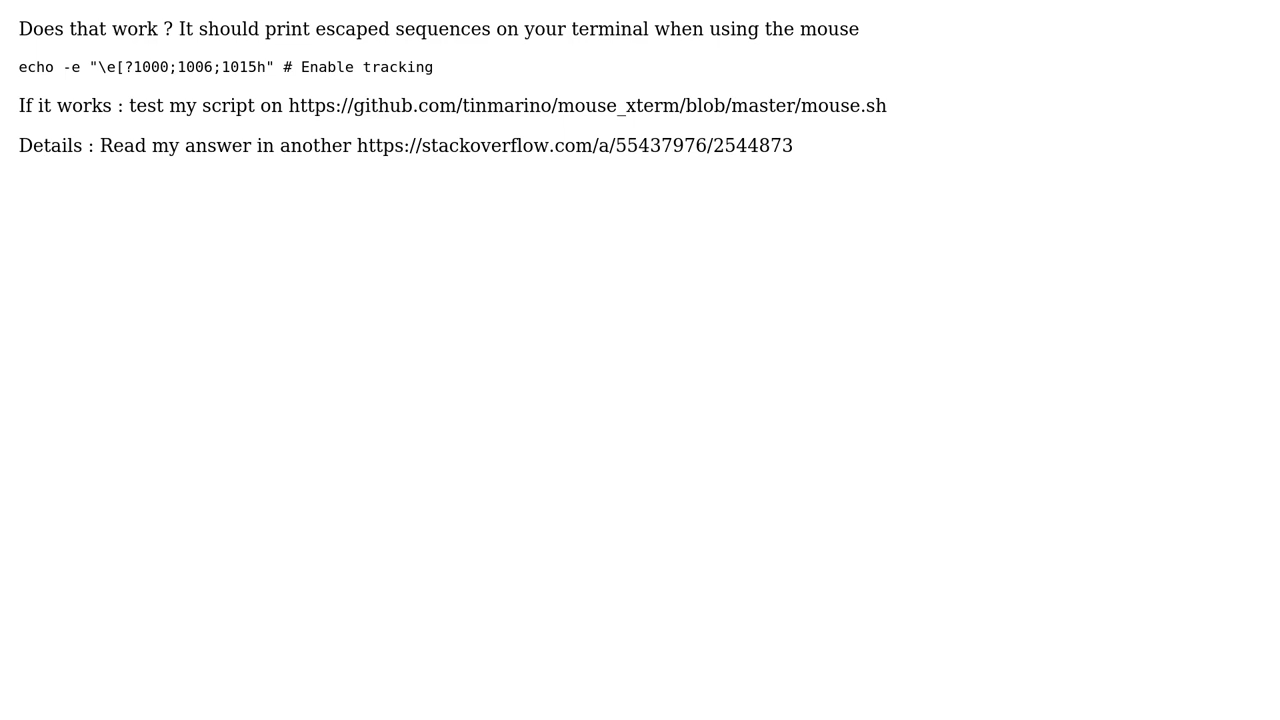 Does that work ? It should print escaped sequences on your terminal when using the mouse
echo -e "\e[?1000;1006;1015h" # Enable tracking
If it works : test my script on https://github.com/tinmarino/mouse_xterm/blob/master/mouse.sh
Details : Read my answer in another https://stackoverflow.com/a/55437976/2544873